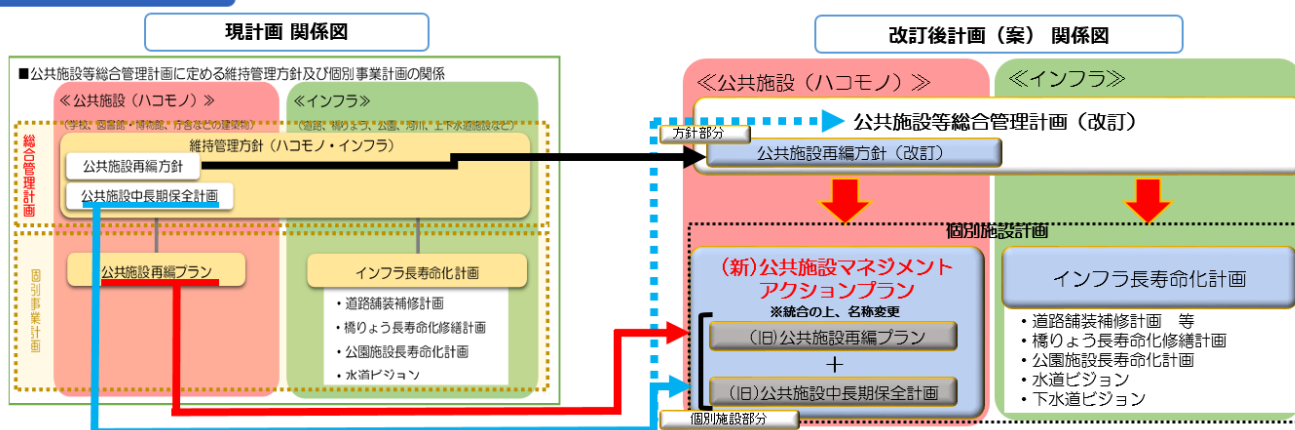 現計画 関係図
■公共施設等総合管理計画に定める維持管理方針及び個別事業計画の関係
≪公共施設(ハコモノ)≫
(学校、図書館・博物館、庁舎などの建築物)
≪インフラ≫
(道路、橋りょう、公園、河川、上下水道施設など)
総合管理計画
維持管理方針(ハコモノ・インフラ)
公共施設再編方針
公共施設中長期保全計画
個別事業計画
公共施設再編プラン
インフラ長寿命化計画
・道路舗装補修計画
・橋りょう長寿命化修繕計画
・公園施設長寿命化計画
・水道ビジョン
改訂後計画(案) 関係図
≪公共施設(ハコモノ)≫
≪インフラ≫
公共施設等総合管理計画(改訂)
方針部分
公共施設再編方針(改訂)
個別施設計画
(新)公共施設マネジメント
アクションプラン
※統合の上、名称変更
(旧)公共施設再編プラン
+
(旧)公共施設中長期保全計画
個別施設部分
インフラ長寿命化計画
・道路舗装補修計画 等
・橋りょう長寿命化修繕計画
・公園施設長寿命化計画
・水道ビジョン
・下水道ビジョン